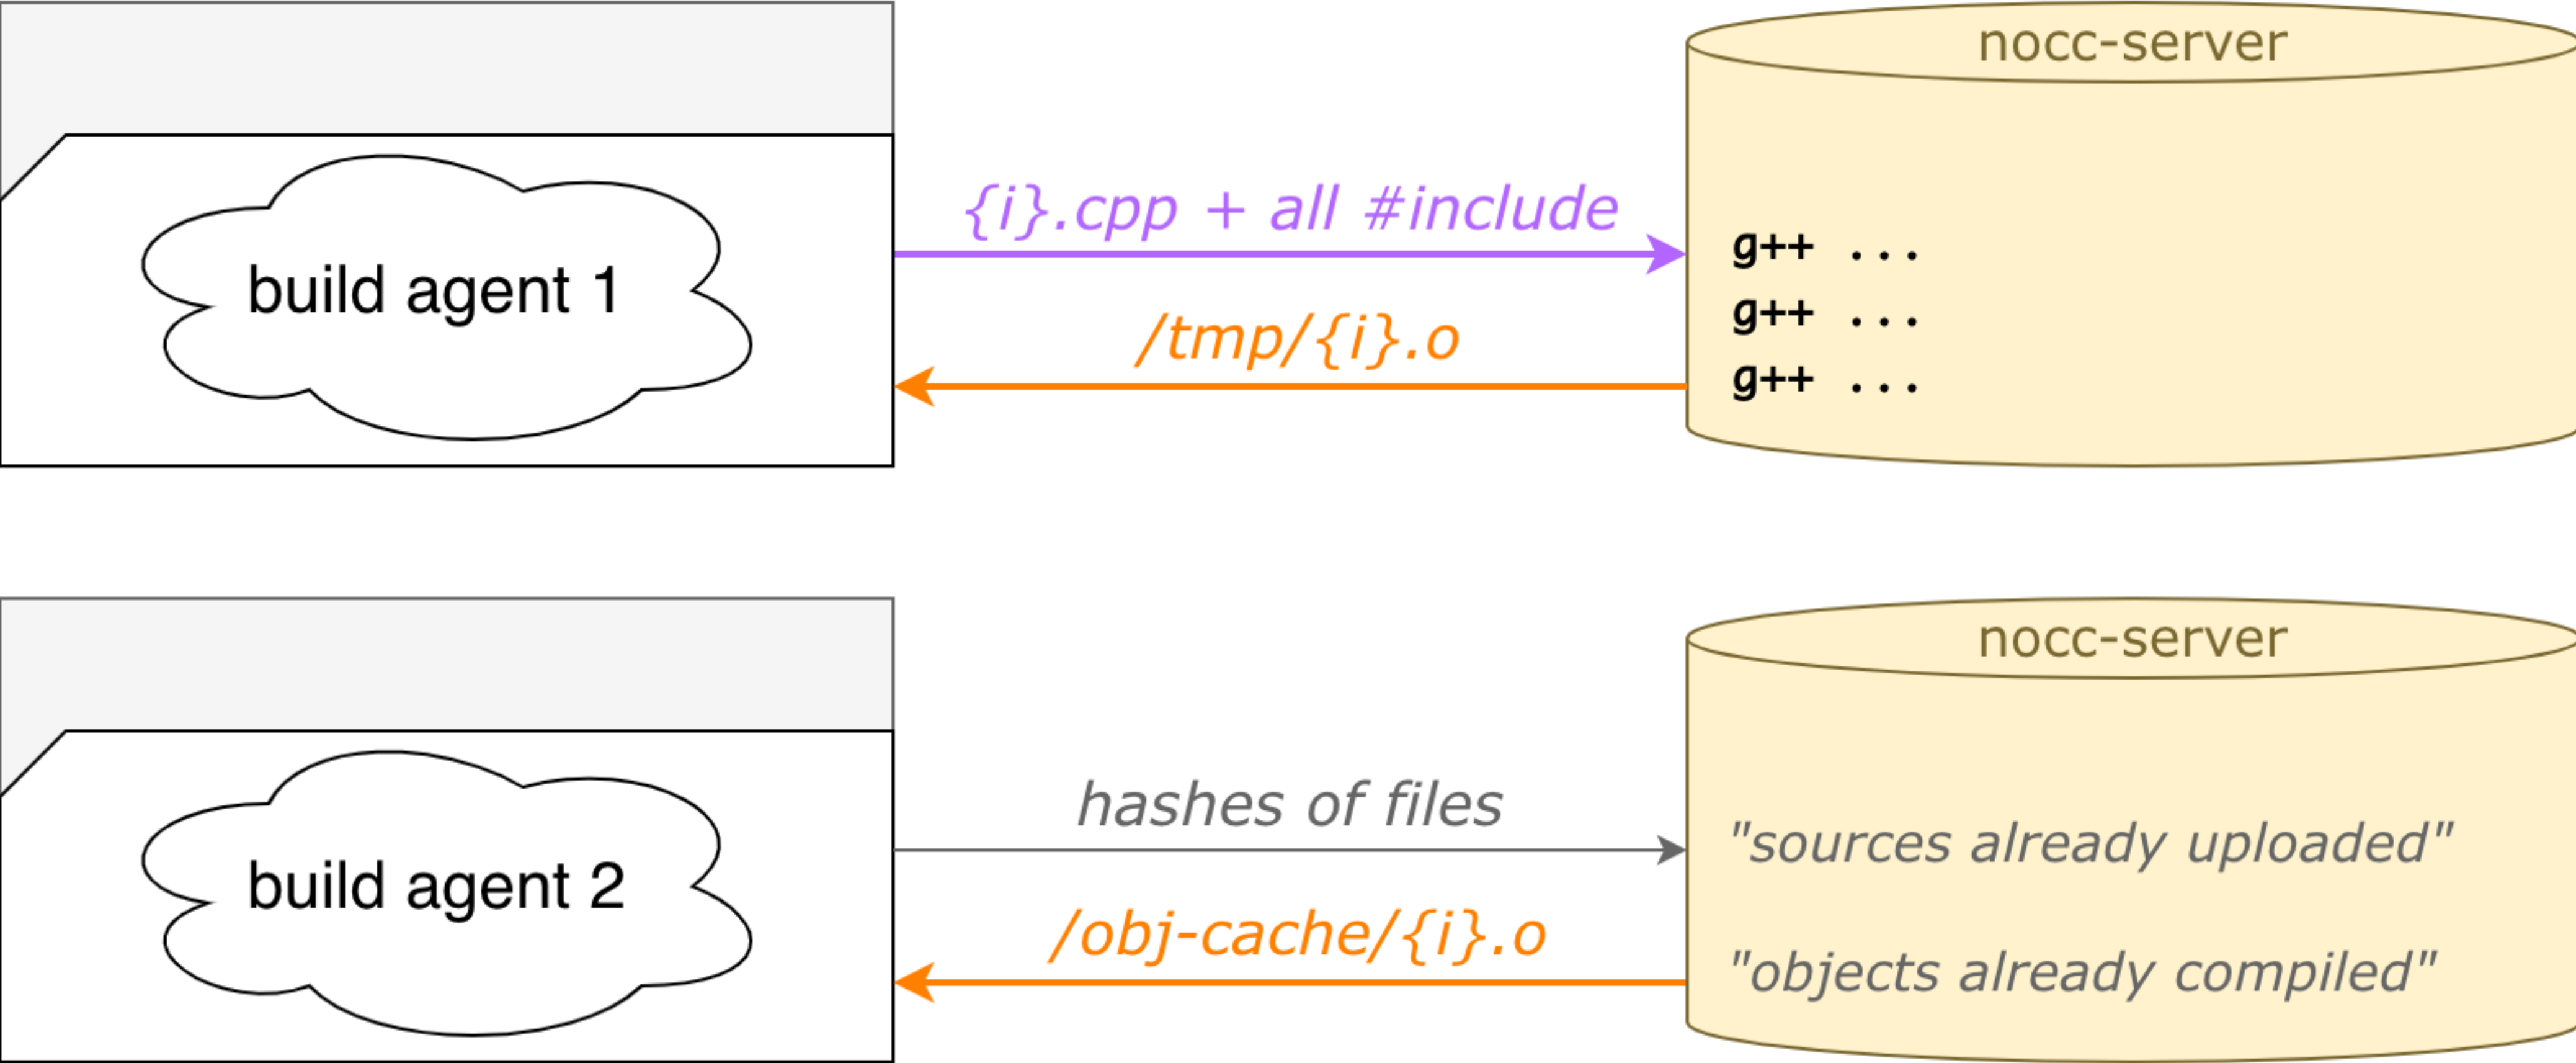 nocc-server
{i}.cpp + all #include
build agent 1
g++ ...
g++ ...
g++ ...
/tmp/{i}.o
nocc-server
hashes of files
build agent 2
"sources already uploaded"
/obj-cache/{i}.o
"objects already compiled"